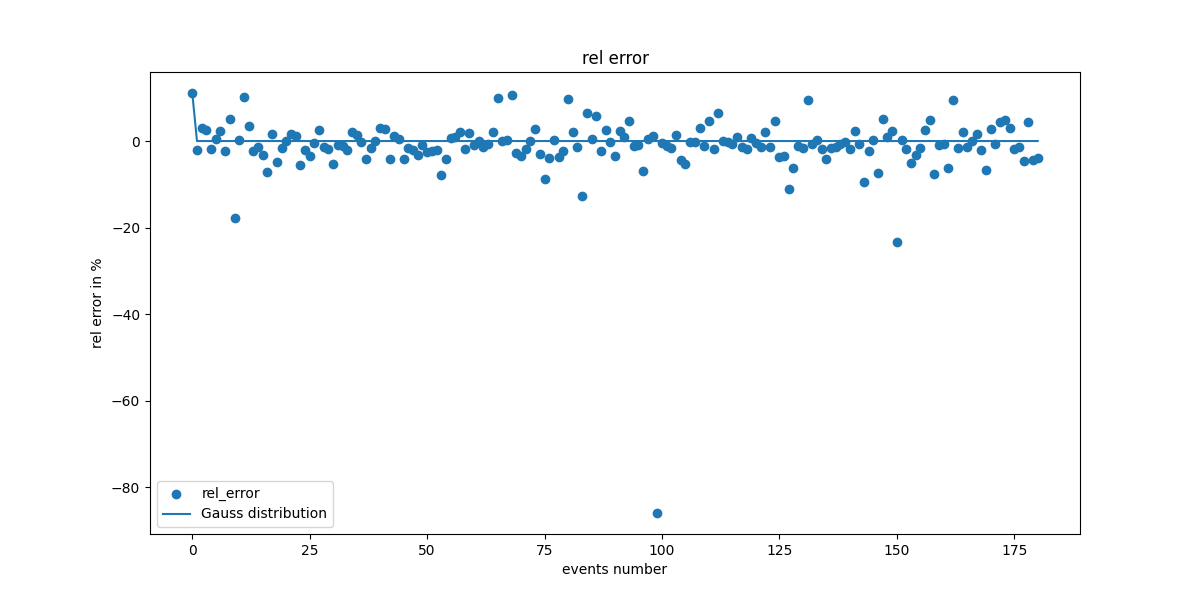 rel error
0
−20
−40
−60
−80
rel error in %
rel_error
Gauss distribution
0
25
50
75
100
125
150
175
events number